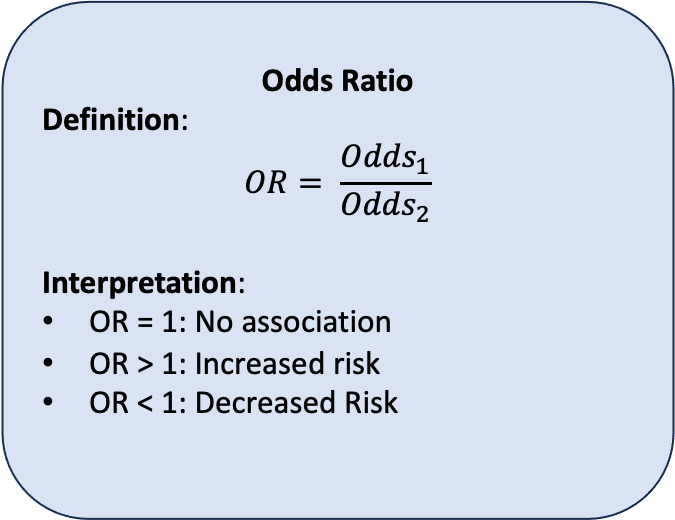 Odds Ratio
Definition:
OR = Odds₁ / Odds₂
Interpretation:
• OR = 1: No association
• OR > 1: Increased risk
• OR < 1: Decreased Risk